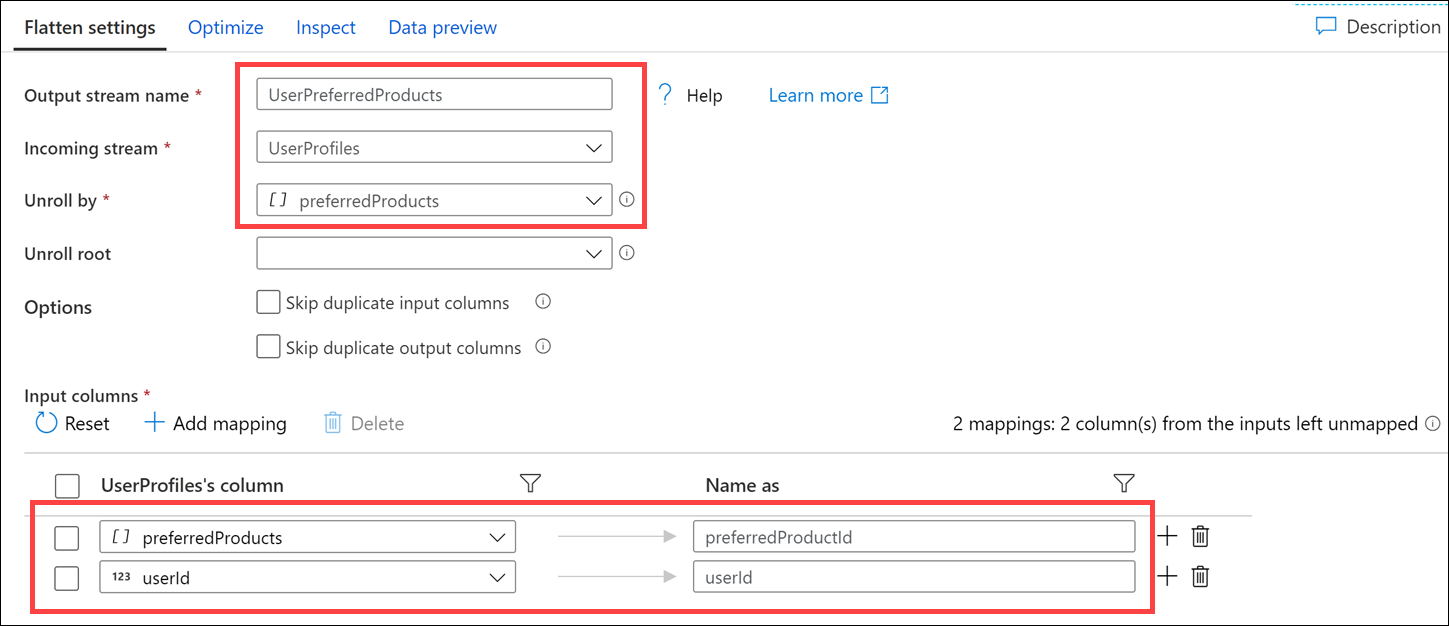 Flatten settings Optimize Inspect Data preview Description
Output stream name * UserPreferredProducts ? Help Learn more
Incoming stream * UserProfiles
Unroll by * [ ] preferredProducts
Unroll root
Options Skip duplicate input columns
Skip duplicate output columns
Input columns *
Reset + Add mapping Delete 2 mappings: 2 column(s) from the inputs left unmapped
UserProfiles's column Name as
[ ] preferredProducts preferredProductId
123 userId userId